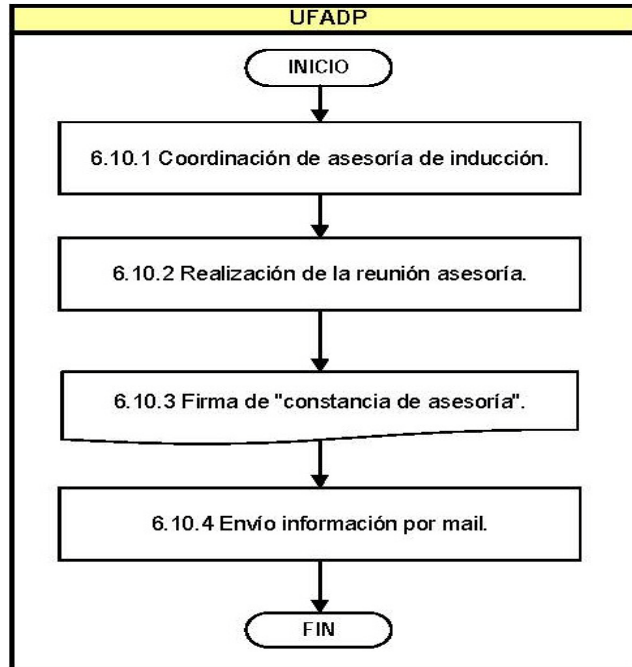 UFADP
INICIO
6.10.1 Coordinación de asesoría de inducción.
6.10.2 Realización de la reunión asesoría.
6.10.3 Firma de "constancia de asesoría".
6.10.4 Envío información por mail.
FIN